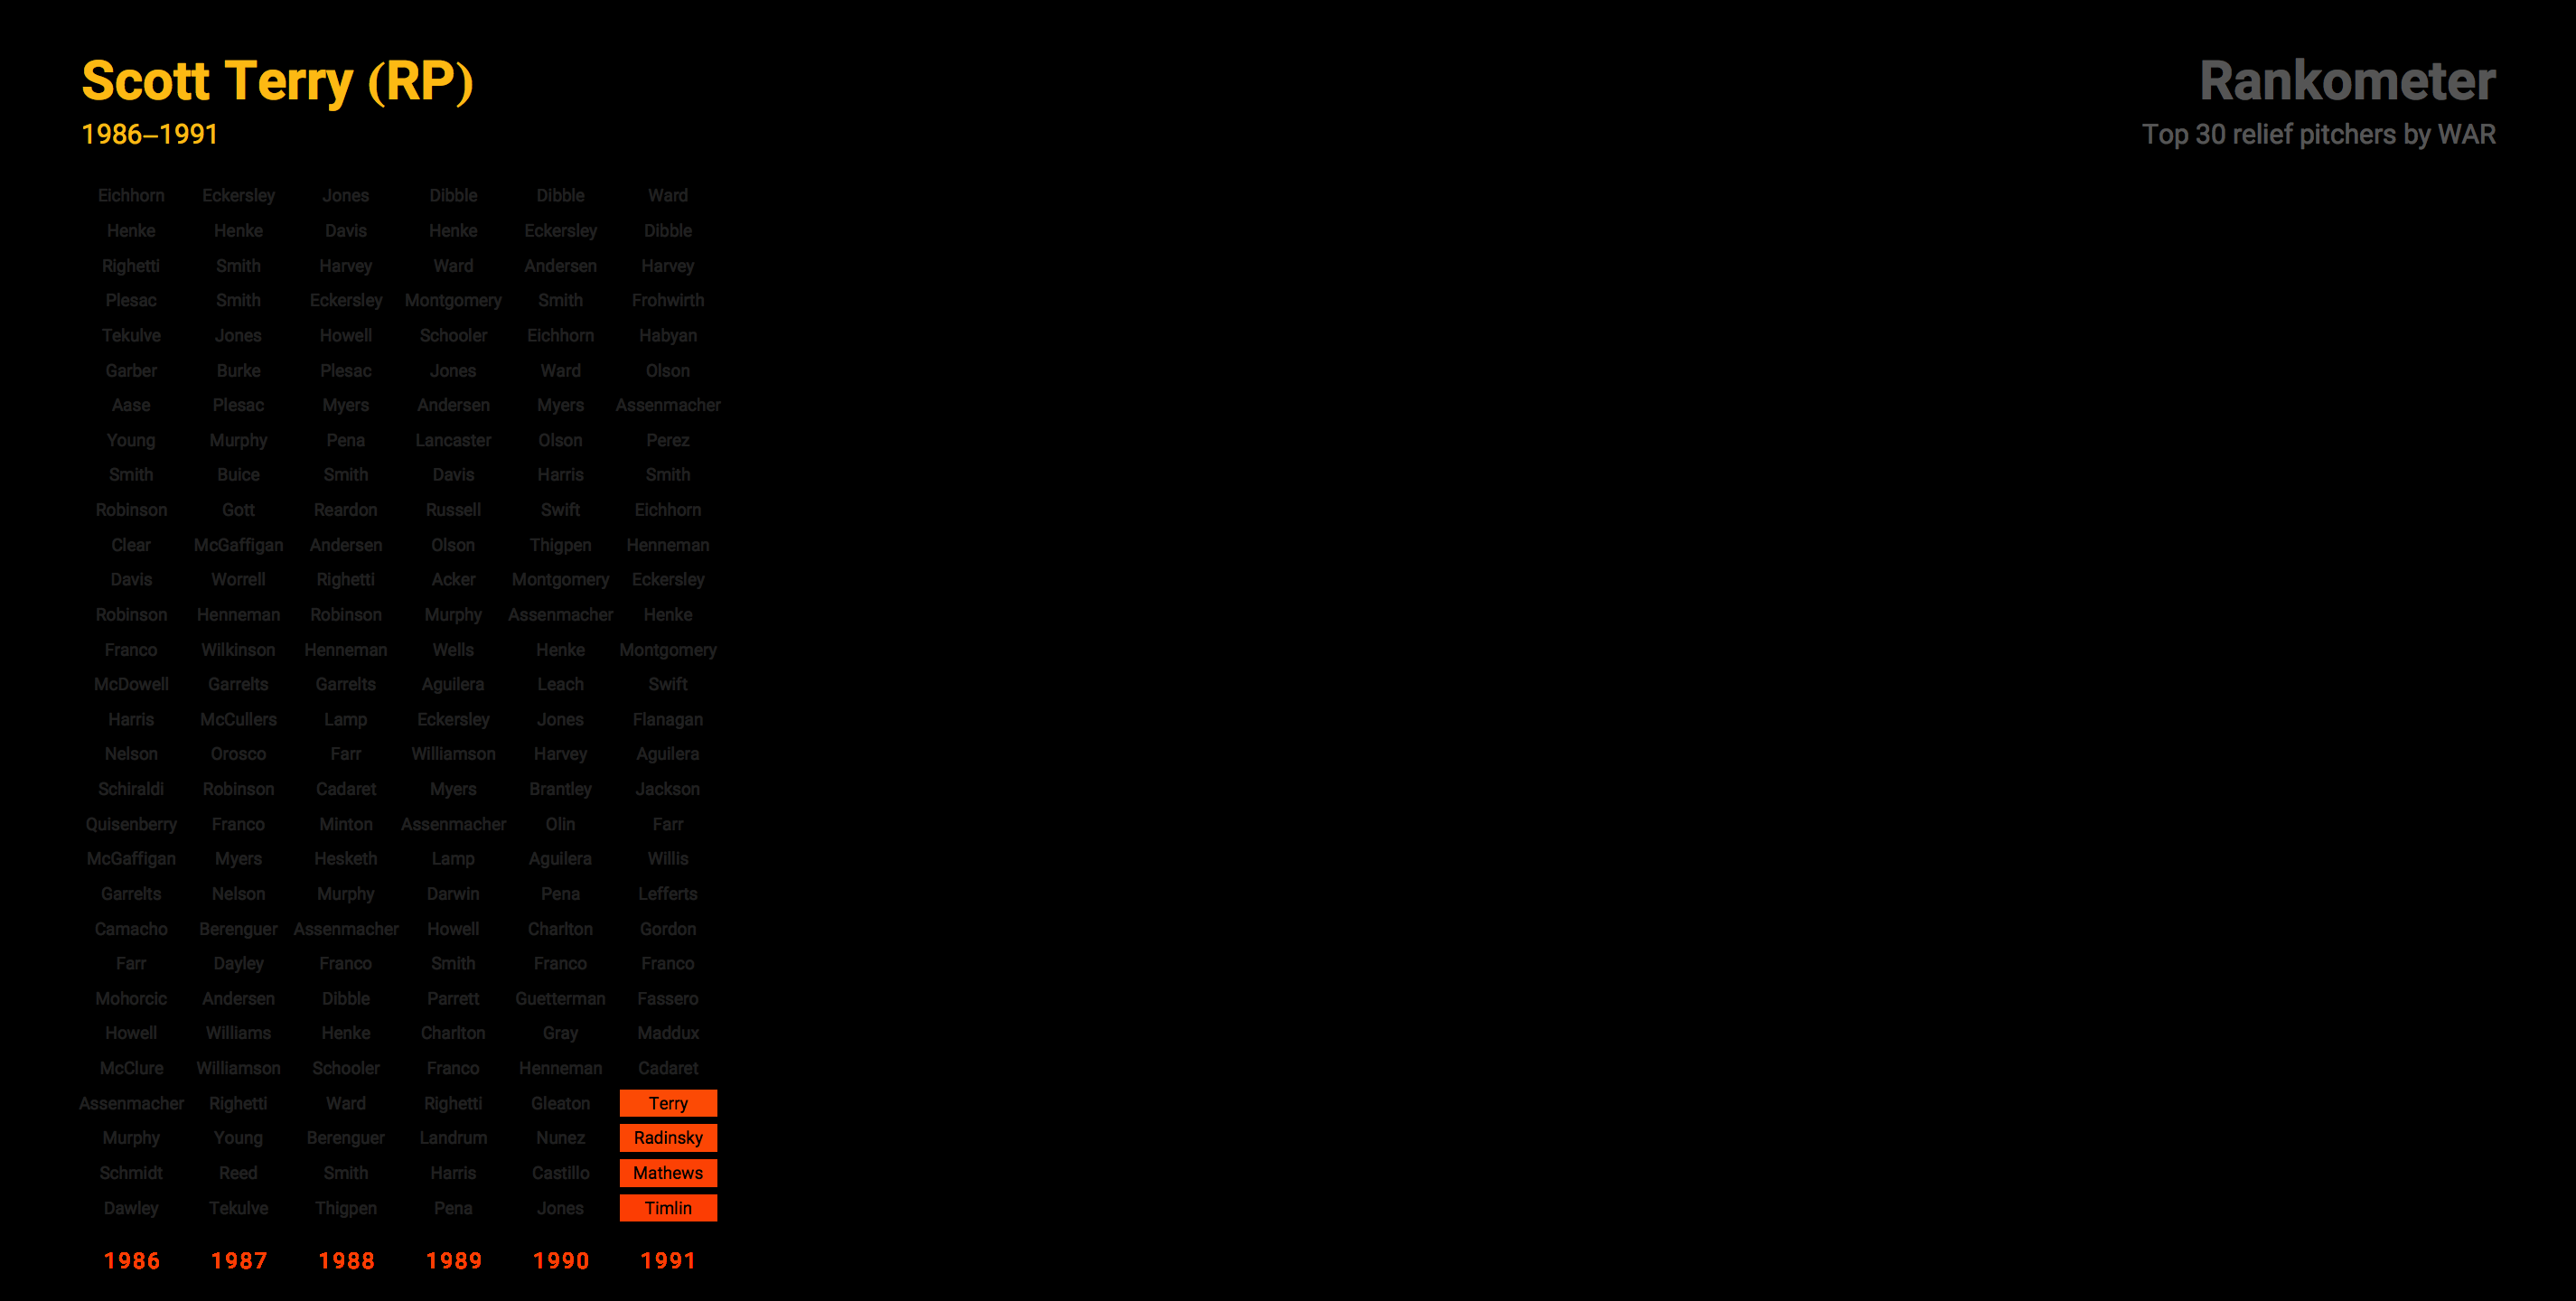 Scott Terry (RP)
1986–1991
Rankometer
Top 30 relief pitchers by WAR
Eichhorn Eckersley Jones Dibble Dibble Ward
Henke Henke Davis Henke Eckersley Dibble
Righetti Smith Harvey Ward Andersen Harvey
Plesac Smith Eckersley Montgomery Smith Frohwirth
Tekulve Jones Howell Schooler Eichhorn Habyan
Garber Burke Plesac Jones Ward Olson
Aase Plesac Myers Andersen Myers Assenmacher
Young Murphy Pena Lancaster Olson Perez
Smith Buice Smith Davis Harris Smith
Robinson Gott Reardon Russell Swift Eichhorn
Clear McGaffigan Andersen Olson Thigpen Henneman
Davis Worrell Righetti Acker Montgomery Eckersley
Robinson Henneman Robinson Murphy Assenmacher Henke
Franco Wilkinson Henneman Wells Henke Montgomery
McDowell Garrelts Garrelts Aguilera Leach Swift
Harris McCullers Lamp Eckersley Jones Flanagan
Nelson Orosco Farr Williamson Harvey Aguilera
Schiraldi Robinson Cadaret Myers Brantley Jackson
Quisenberry Franco Minton Assenmacher Olin Farr
McGaffigan Myers Hesketh Lamp Aguilera Willis
Garrelts Nelson Murphy Darwin Pena Lefferts
Camacho Berenguer Assenmacher Howell Charlton Gordon
Farr Dayley Franco Smith Franco Franco
Mohorcic Andersen Dibble Parrett Guetterman Fassero
Howell Williams Henke Charlton Gray Maddux
McClure Williamson Schooler Franco Henneman Cadaret
Assenmacher Righetti Ward Righetti Gleaton Terry
Murphy Young Berenguer Landrum Nunez Radinsky
Schmidt Reed Smith Harris Castillo Mathews
Dawley Tekulve Thigpen Pena Jones Timlin
1986 1987 1988 1989 1990 1991